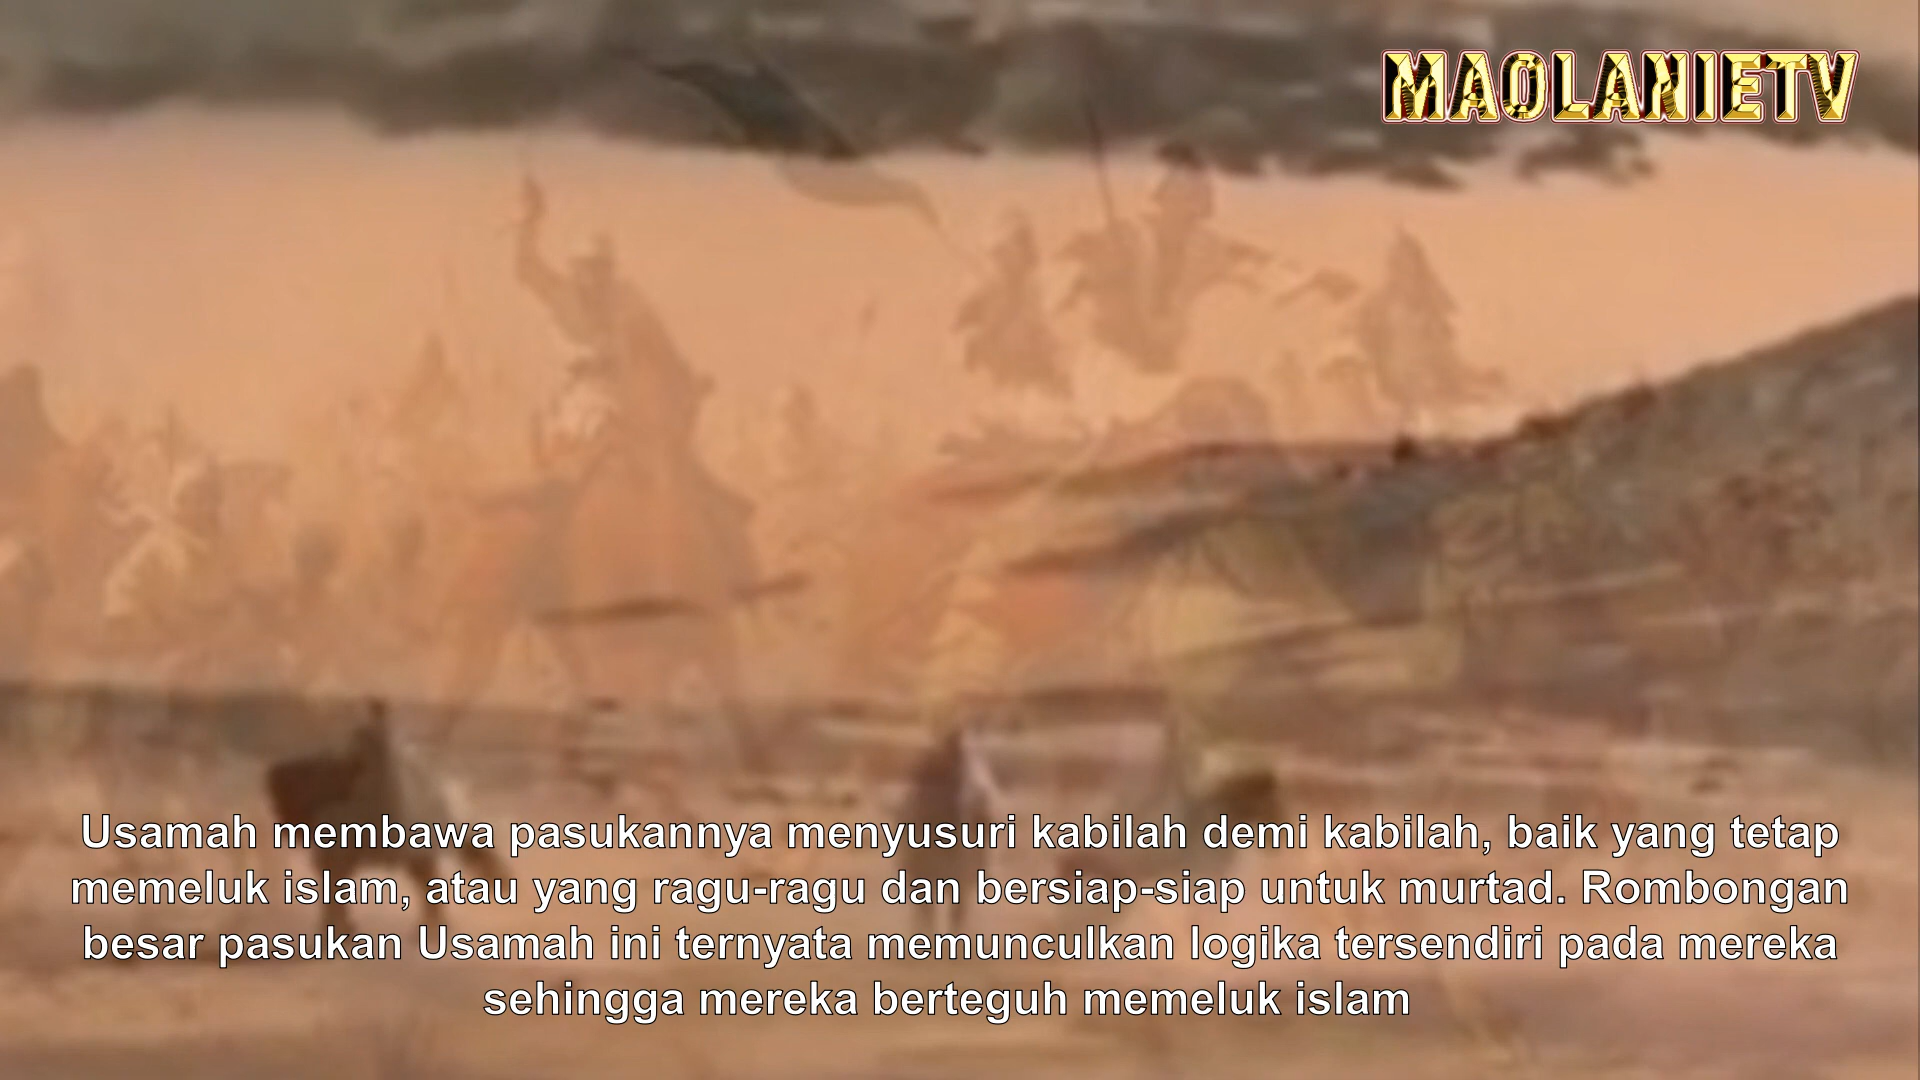 MAOLANIETV
Usamah membawa pasukannya menyusuri kabilah demi kabilah, baik yang tetap
memeluk islam, atau yang ragu-ragu dan bersiap-siap untuk murtad. Rombongan
besar pasukan Usamah ini ternyata memunculkan logika tersendiri pada mereka
sehingga mereka berteguh memeluk islam